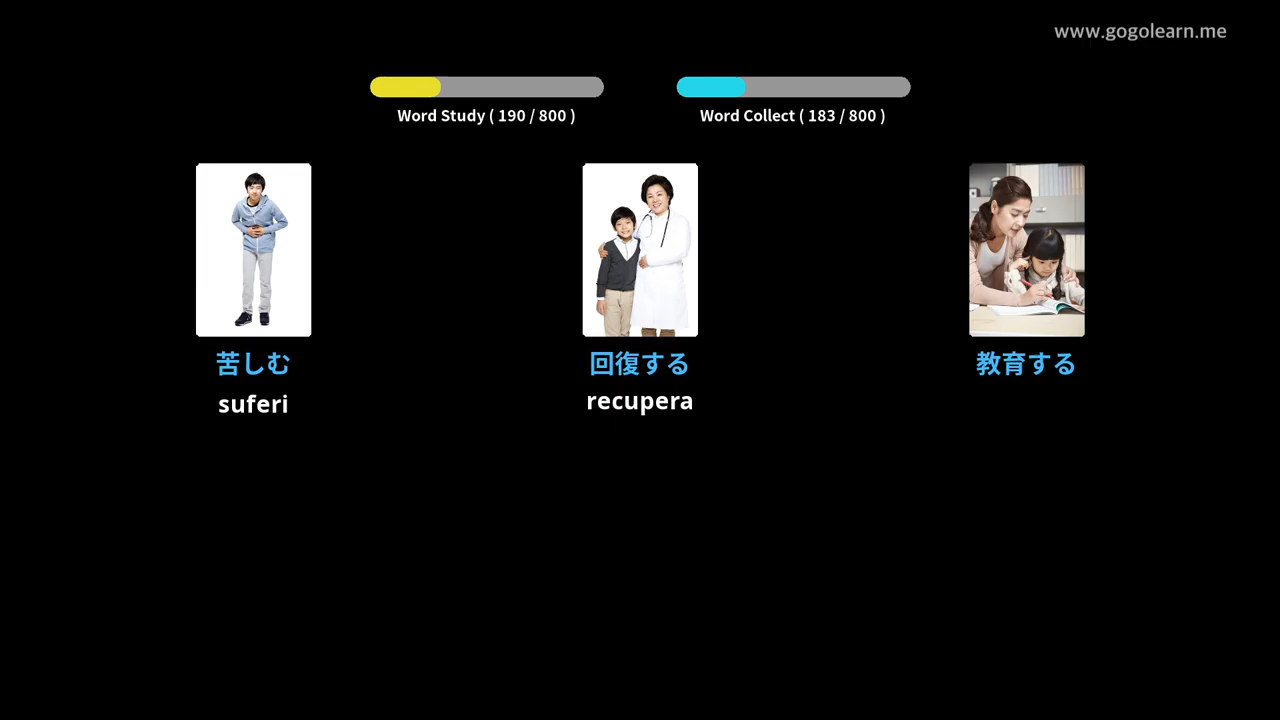 www.gogolearn.me
Word Study ( 190 / 800 )
Word Collect ( 183 / 800 )
苦しむ
回復する
教育する
suferi
recupera